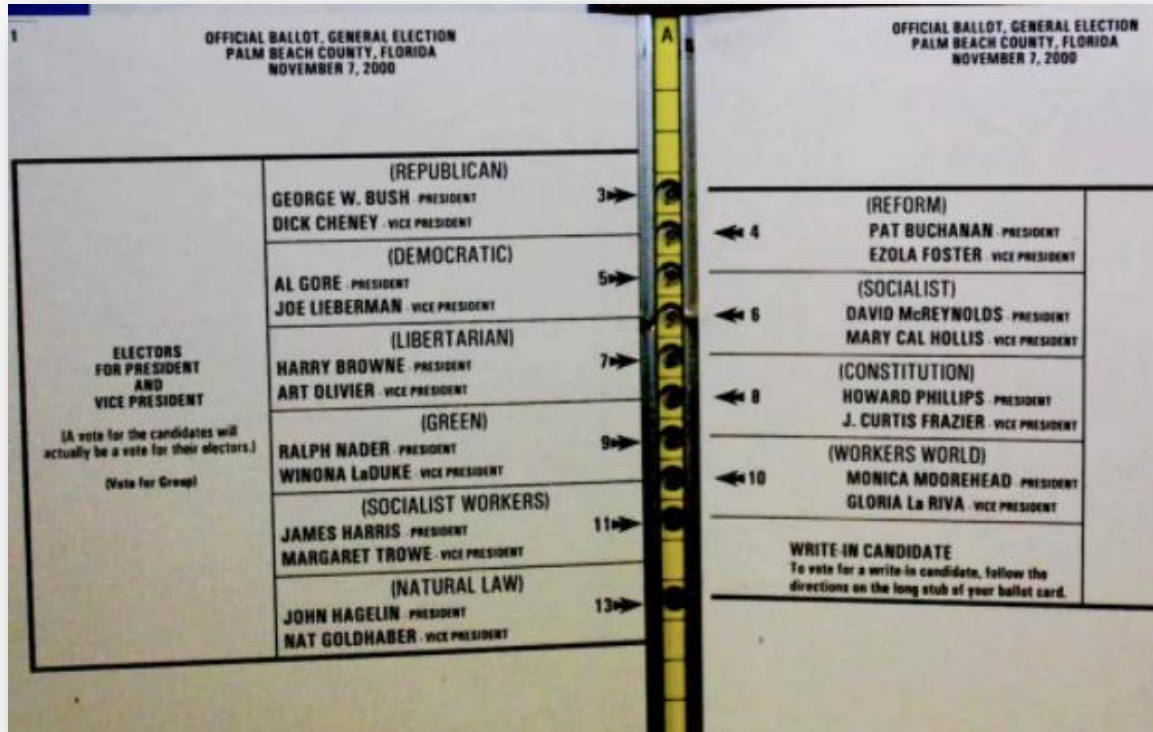 1
OFFICIAL BALLOT, GENERAL ELECTION
PALM BEACH COUNTY, FLORIDA
NOVEMBER 7, 2000
ELECTORS
FOR PRESIDENT
AND
VICE PRESIDENT
(A vote for the candidates will
actually be a vote for their electors.)
(Vote for Group)
(REPUBLICAN)
GEORGE W. BUSH - PRESIDENT
DICK CHENEY - VICE PRESIDENT
3
(DEMOCRATIC)
AL GORE - PRESIDENT
JOE LIEBERMAN - VICE PRESIDENT
5
(LIBERTARIAN)
HARRY BROWNE - PRESIDENT
ART OLIVIER - VICE PRESIDENT
7
(GREEN)
RALPH NADER - PRESIDENT
WINONA LaDUKE - VICE PRESIDENT
9
(SOCIALIST WORKERS)
JAMES HARRIS - PRESIDENT
MARGARET TROWE - VICE PRESIDENT
11
(NATURAL LAW)
JOHN HAGELIN - PRESIDENT
NAT GOLDHABER - VICE PRESIDENT
13
A
OFFICIAL BALLOT, GENERAL ELECTION
PALM BEACH COUNTY, FLORIDA
NOVEMBER 7, 2000
(REFORM)
4 PAT BUCHANAN - PRESIDENT
EZOLA FOSTER - VICE PRESIDENT
(SOCIALIST)
6 DAVID McREYNOLDS - PRESIDENT
MARY CAL HOLLIS - VICE PRESIDENT
(CONSTITUTION)
8 HOWARD PHILLIPS - PRESIDENT
J. CURTIS FRAZIER - VICE PRESIDENT
(WORKERS WORLD)
10 MONICA MOOREHEAD - PRESIDENT
GLORIA La RIVA - VICE PRESIDENT
WRITE-IN CANDIDATE
To vote for a write-in candidate, follow the
directions on the long stub of your ballot card.